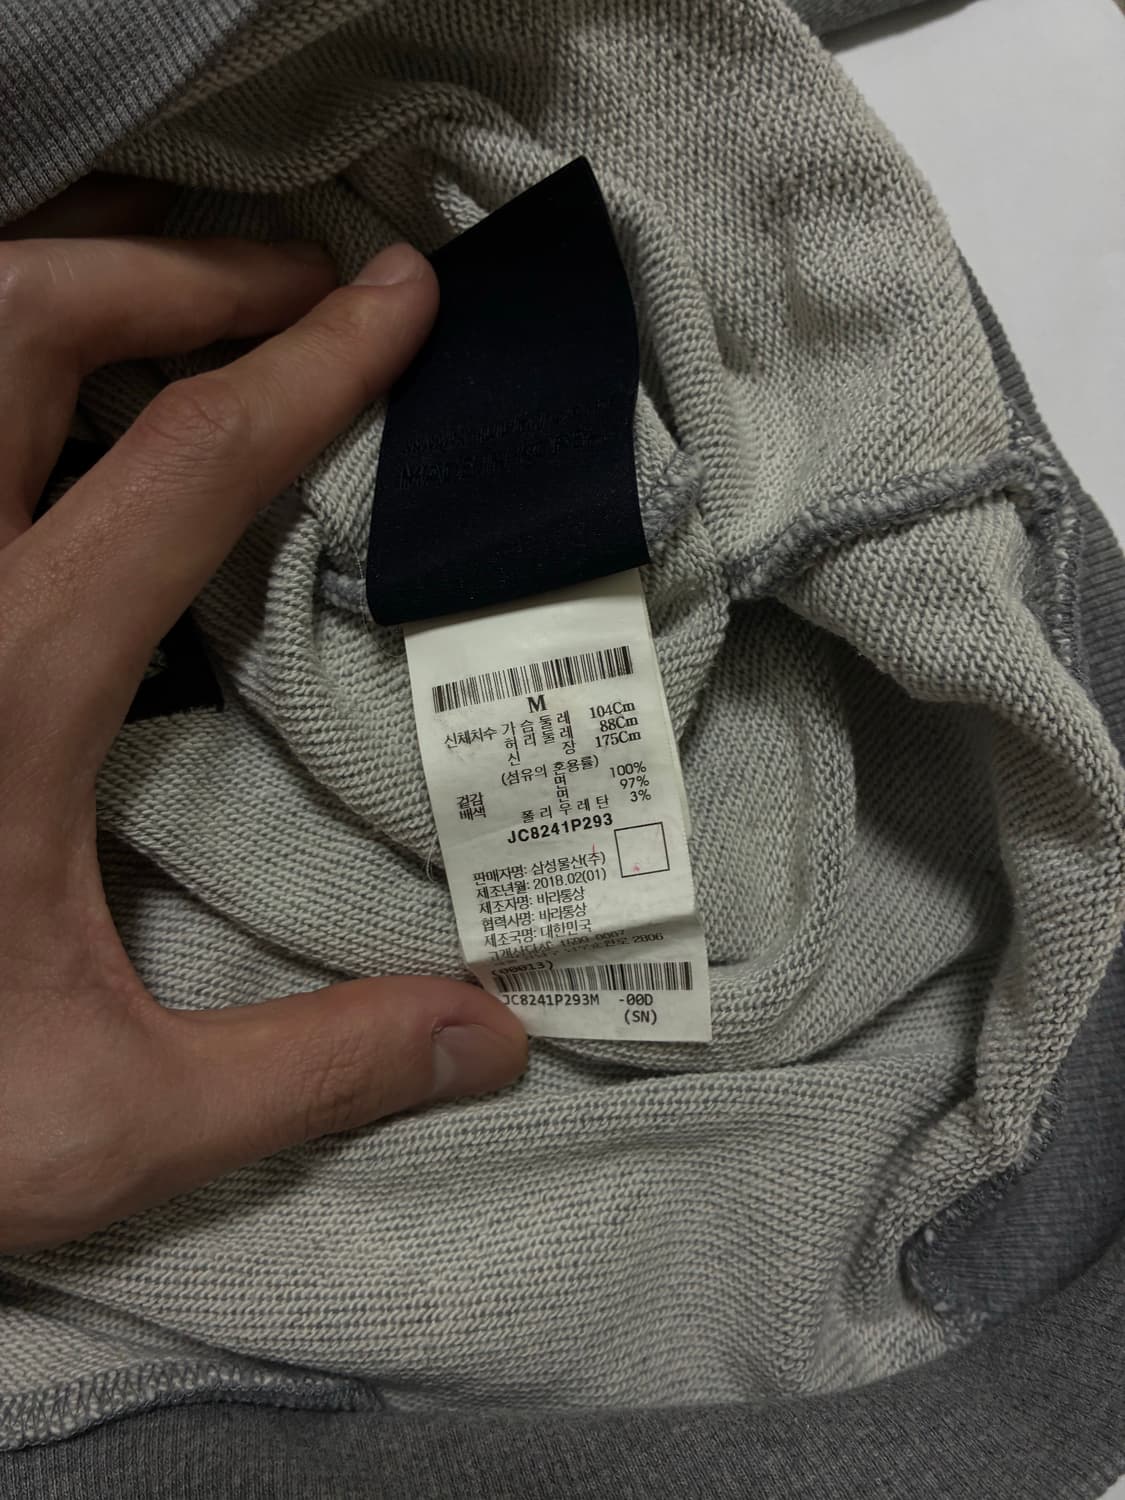 M
신체치수 가슴둘레 104Cm
허리둘레 88Cm
신장 175Cm
(섬유의 혼용률)
겉감 면 100%
배색 면 97%
폴리우레탄 3%
JC8241P293
판매자명: 삼성물산(주)
제조년월: 2018.02(01)
제조자명: 바라통상
협력사명: 바라통상
제조국명: 대한민국
(00013)
JC8241P293M -00D
(SN)